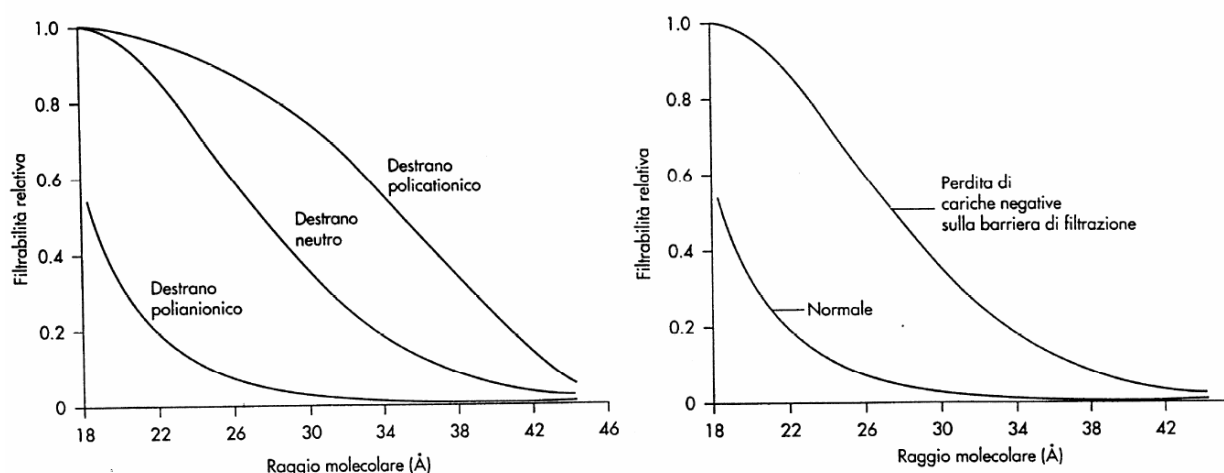 1.0
0.8
0.6
0.4
0.2
0
Filtrabilità relativa
Destrano
policationico
Destrano
neutro
Destrano
polianionico
18 22 26 30 34 38 42 46
Raggio molecolare (Å)
1.0
0.8
0.6
0.4
0.2
0
Filtrabilità relativa
Perdita di
cariche negative
sulla barriera di filtrazione
Normale
18 22 26 30 34 38 42
Raggio molecolare (Å)